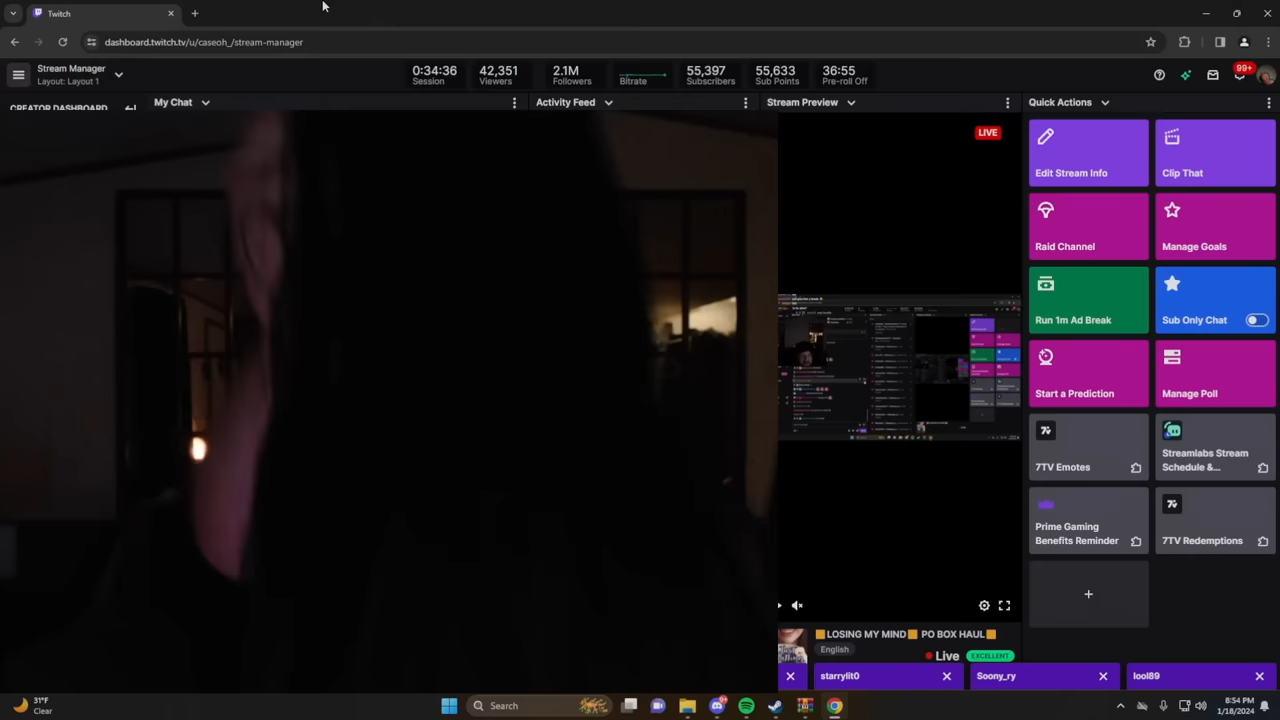 Twitch
dashboard.twitch.tv/u/caseoh_/stream-manager
Stream Manager
Layout: Layout 1
0:34:36
Session
42,351
Viewers
2.1M
Followers
Bitrate
55,397
Subscribers
55,633
Sub Points
36:55
Pre-roll Off
99+
CREATOR DASHBOARD
My Chat
Activity Feed
Stream Preview
Quick Actions
LIVE
Edit Stream Info
Clip That
Raid Channel
Manage Goals
Run 1m Ad Break
Sub Only Chat
Start a Prediction
Manage Poll
7TV Emotes
Streamlabs Stream
Schedule &...
Prime Gaming
Benefits Reminder
7TV Redemptions
LOSING MY MIND PO BOX HAUL
English
Live
EXCELLENT
starrylit0
Soony_ry
lool89
31°F
Clear
Search
8:54 PM
1/18/2024